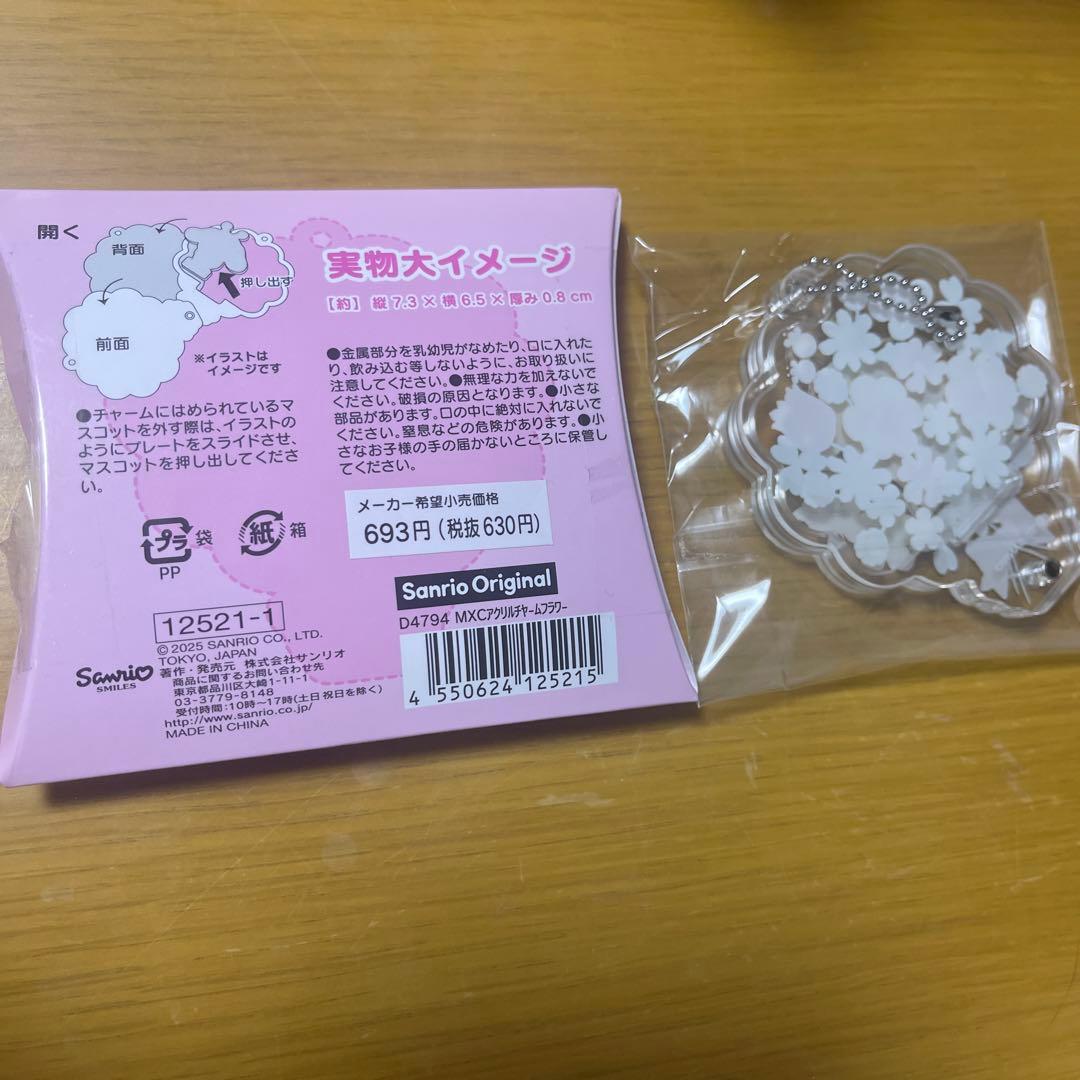 開く
背面
押し出す
前面
※イラストは
イメージです
●チャームにはめられているマ
スコットを外す際は、イラストの
ようにプレートをスライドさせ、
マスコットを押し出してくださ
い。
プラ 袋
PP
紙 箱
実物大イメージ
【約】 縦 7.3 × 横 6.5 × 厚み 0.8 cm
●金属部分を乳幼児がなめたり、口に入れた
り、飲み込む等しないように、お取り扱いに
注意してください。●無理な力を加えないで
ください。破損の原因となります。●小さな
部品があります。口の中に絶対に入れないで
ください。窒息などの危険があります。●小
さなお子様の手の届かないところに保管し
てください。
メーカー希望小売価格
693円(税抜630円)
Sanrio Original
D4794 MXCアクリルチャームフラワー
4 550624 125215
12521-1
© 2025 SANRIO CO., LTD.
TOKYO, JAPAN
著作・発売元 株式会社サンリオ
商品に関するお問い合わせ先
東京都品川区大崎1-11-1
03-3779-8148
受付時間:10時〜17時(土日祝日を除く)
http://www.sanrio.co.jp/
MADE IN CHINA
Sanrio
SMILES